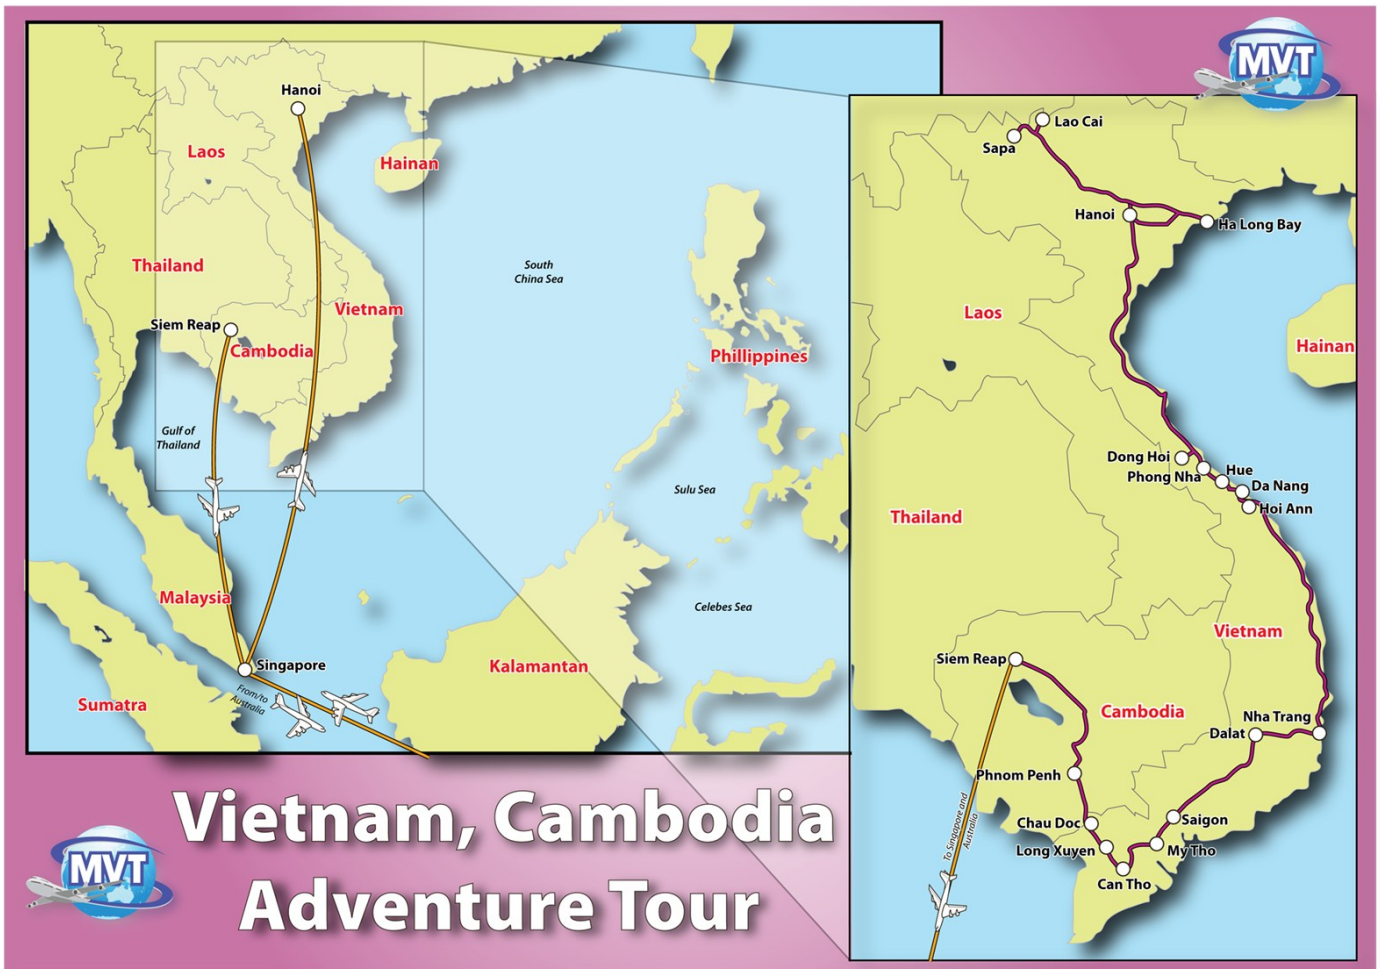 MVT
Hanoi
Laos
Hainan
Thailand
South
China Sea
Vietnam
Siem Reap
Cambodia
Phillippines
Gulf of
Thailand
Sulu Sea
Malaysia
Celebes Sea
Singapore
Kalamantan
From/to
Australia
Sumatra
Lao Cai
Sapa
Hanoi
Ha Long Bay
Laos
Hainan
Dong Hoi
Phong Nha
Hue
Da Nang
Hoi Ann
Thailand
Vietnam
Siem Reap
Cambodia
Nha Trang
Dalat
Phnom Penh
Chau Doc
Saigon
Long Xuyen
My Tho
Can Tho
To Singapore and
Australia
Vietnam, Cambodia
Adventure Tour
MVT